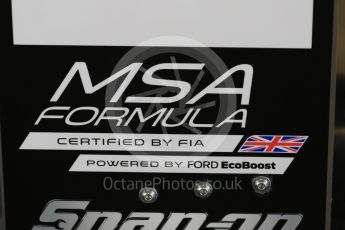 MSA
FORMULA
CERTIFIED BY FIA
POWERED BY FORD EcoBoost
OctanePhotos.co.uk
Snap-on